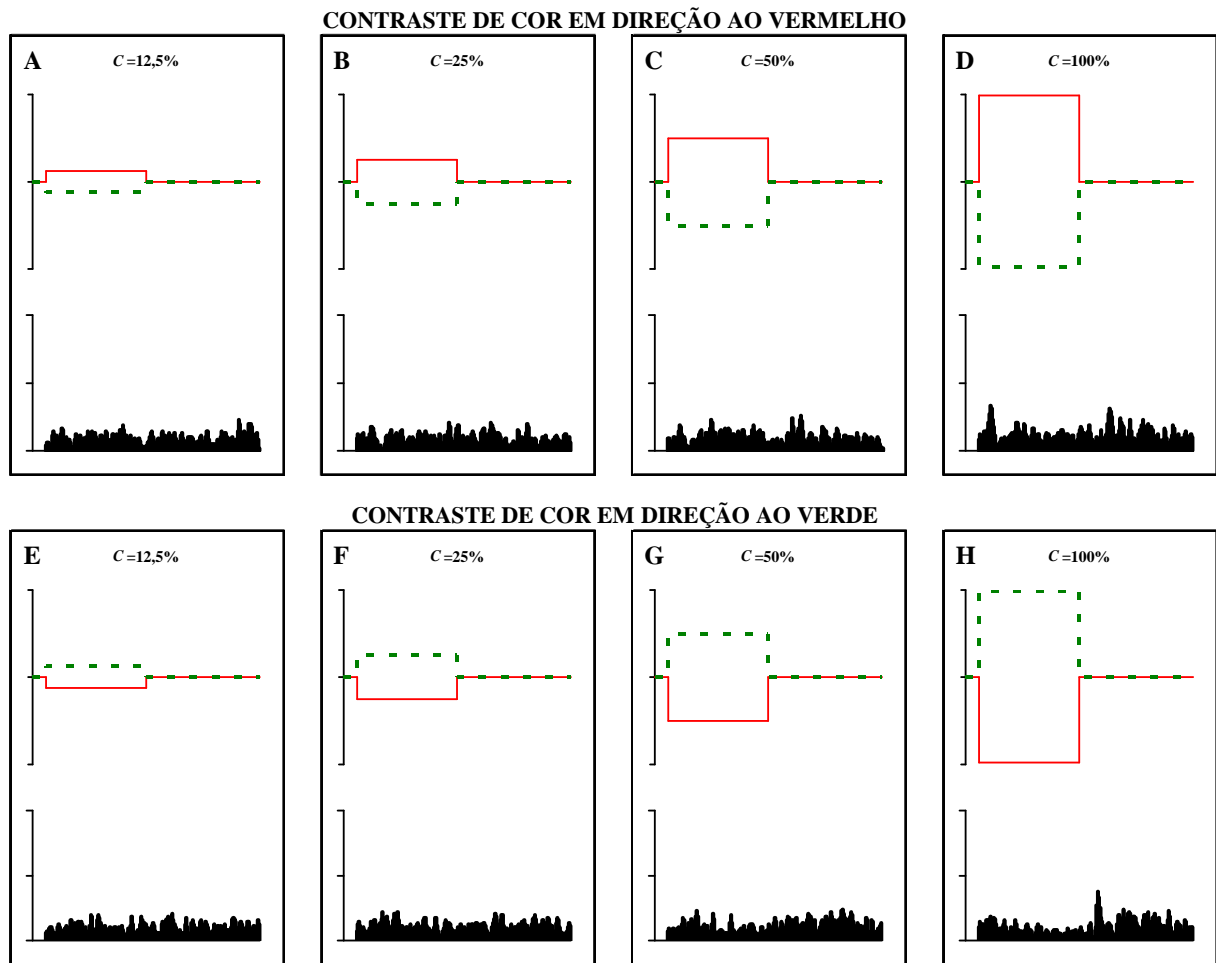 CONTRASTE DE COR EM DIREÇÃO AO VERMELHO
A C =12,5%
B C =25%
C C =50%
D C =100%
CONTRASTE DE COR EM DIREÇÃO AO VERDE
E C =12,5%
F C =25%
G C =50%
H C =100%